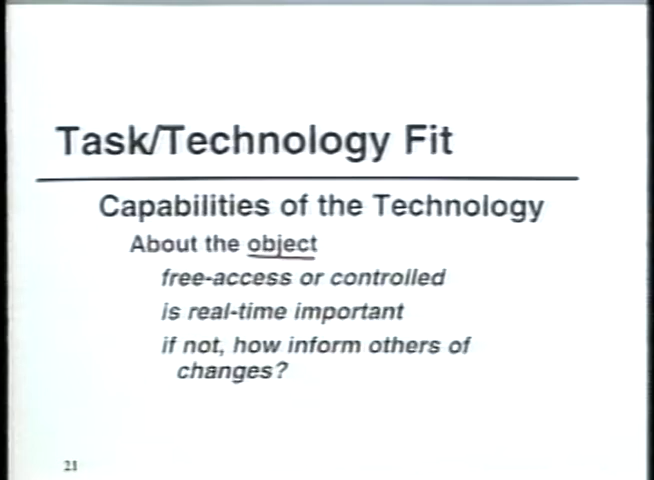 Task/Technology Fit
Capabilities of the Technology
About the object
free-access or controlled
is real-time important
if not, how inform others of
changes?
21